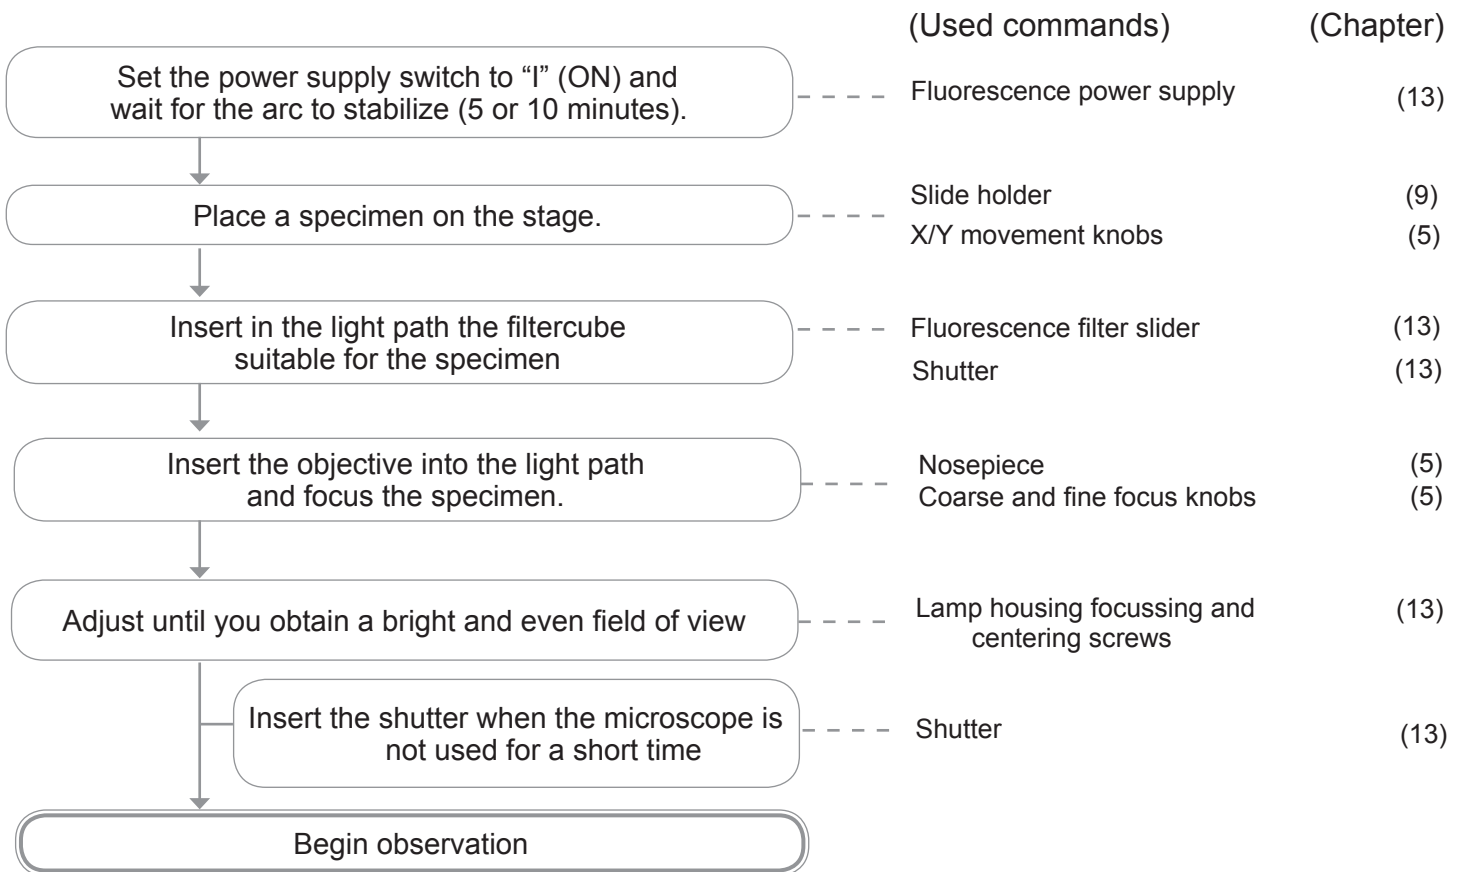 (Used commands) (Chapter)
Set the power supply switch to “I” (ON) and
wait for the arc to stabilize (5 or 10 minutes).
Fluorescence power supply (13)
Place a specimen on the stage.
Slide holder (9)
X/Y movement knobs (5)
Insert in the light path the filtercube
suitable for the specimen
Fluorescence filter slider (13)
Shutter (13)
Insert the objective into the light path
and focus the specimen.
Nosepiece (5)
Coarse and fine focus knobs (5)
Adjust until you obtain a bright and even field of view
Lamp housing focussing and (13)
centering screws
Insert the shutter when the microscope is
not used for a short time
Shutter (13)
Begin observation